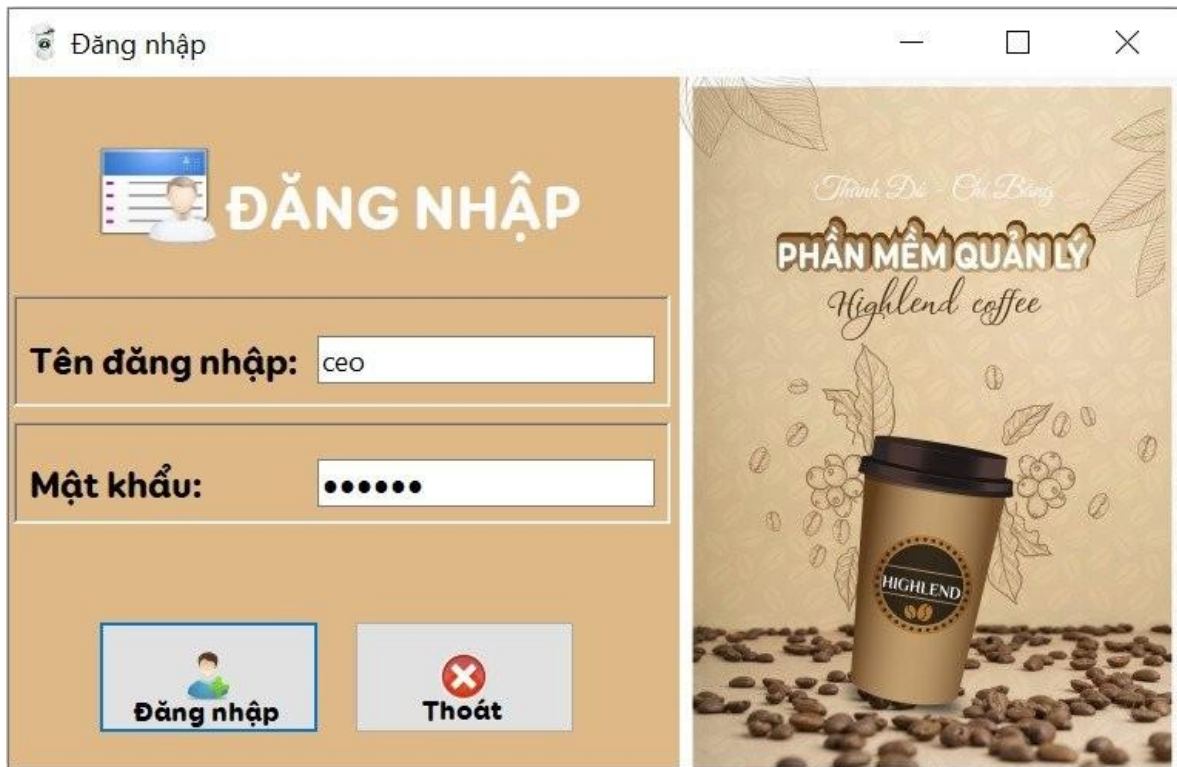 Đăng nhập
ĐĂNG NHẬP
Tên đăng nhập:
ceo
Mật khẩu:
••••••
Đăng nhập
Thoát
Thành Đô - Chí Bằng
PHẦN MỀM QUẢN LÝ
Highlend coffee
HIGHLEND